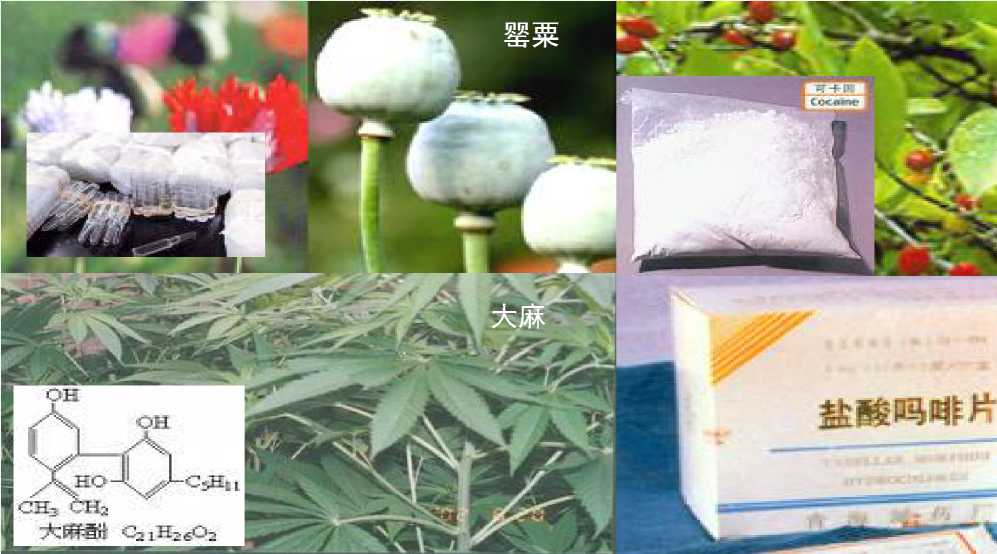 罂粟
可卡因
Cocaine
大麻
OH
OH
HO
C₅H₁₁
CH₃
CH₂
大麻酚 C₂₁H₂₆O₂
盐酸吗啡片